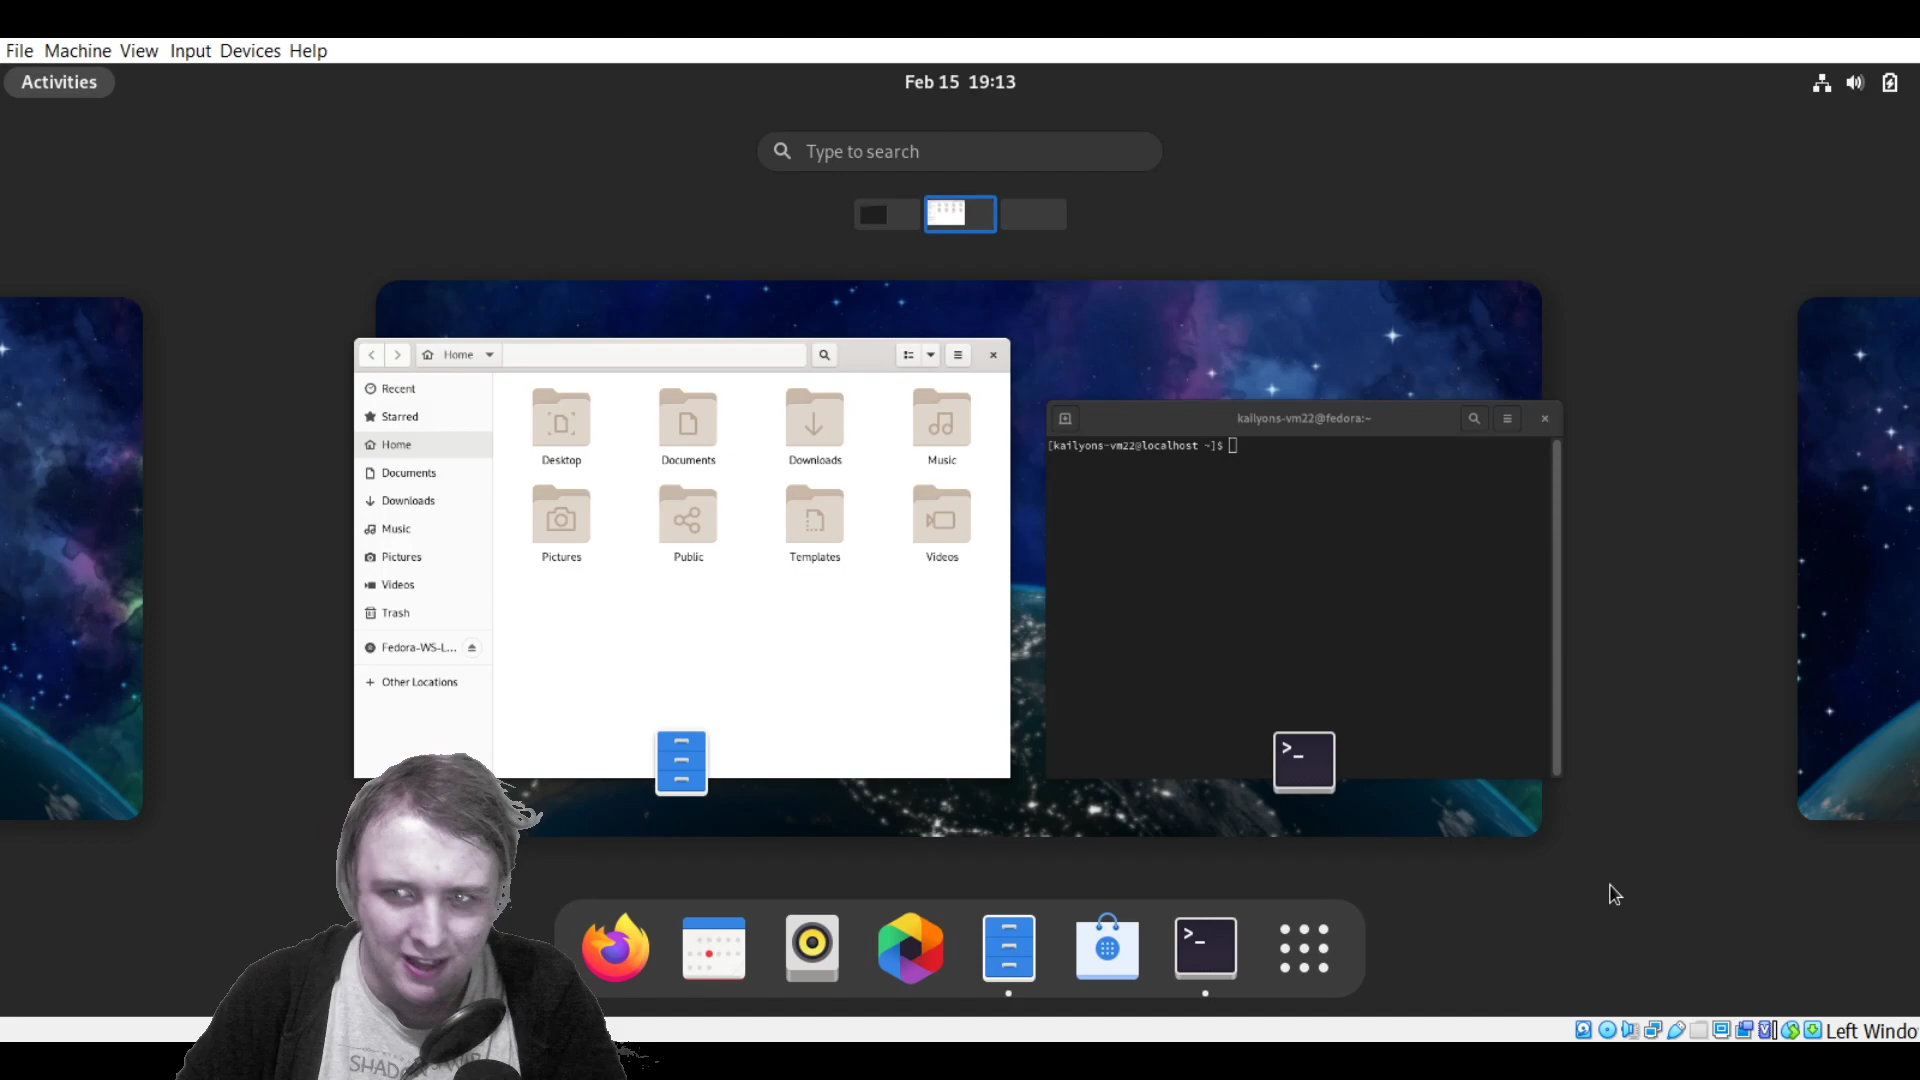 File Machine View Input Devices Help
Activities
Feb 15 19:13
Type to search
Home
Recent
Starred
Home
Documents
Downloads
Music
Pictures
Videos
Trash
Fedora-WS-L...
Other Locations
Desktop Documents Downloads Music
Pictures Public Templates Videos
kailyons-vm22@fedora:~
[kailyons-vm22@localhost ~]$
>_
>_
Left Windo